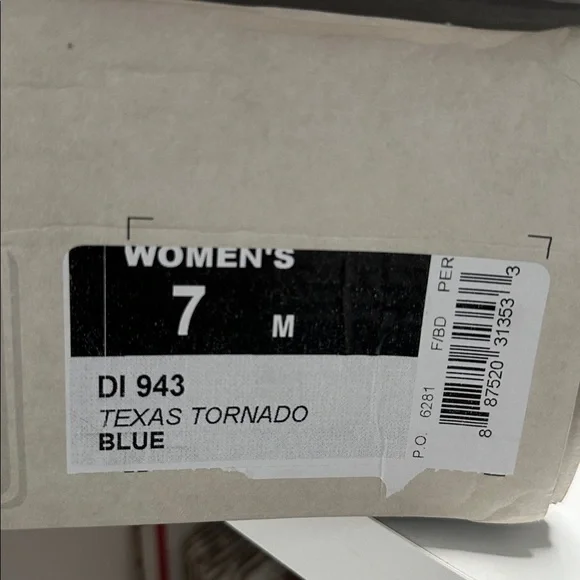 WOMEN'S
7 M
DI 943
TEXAS TORNADO
BLUE
P.O. 6281 F/BD PER
8 87520 31353 3